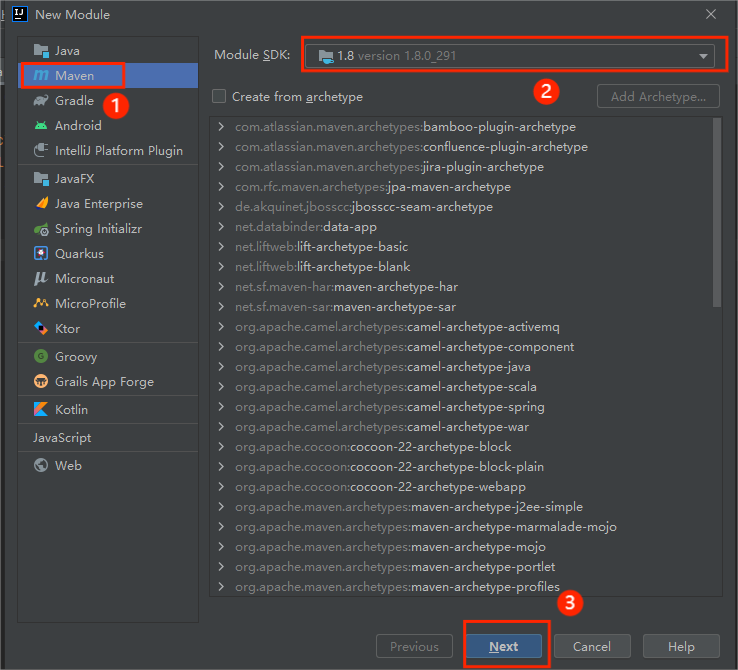 New Module
Java
Maven
1
Gradle
Android
IntelliJ Platform Plugin
JavaFX
Java Enterprise
Spring Initializr
Quarkus
Micronaut
MicroProfile
Ktor
Groovy
Grails App Forge
Kotlin
JavaScript
Web
Module SDK:
1.8 version 1.8.0_291
2
Create from archetype
Add Archetype...
com.atlassian.maven.archetypes:bamboo-plugin-archetype
com.atlassian.maven.archetypes:confluence-plugin-archetype
com.atlassian.maven.archetypes:jira-plugin-archetype
com.rfc.maven.archetypes:jpa-maven-archetype
de.akquinet.jbosscc:jbosscc-seam-archetype
net.databinder:data-app
net.liftweb:lift-archetype-basic
net.liftweb:lift-archetype-blank
net.sf.maven-har:maven-archetype-har
net.sf.maven-sar:maven-archetype-sar
org.apache.camel.archetypes:camel-archetype-activemq
org.apache.camel.archetypes:camel-archetype-component
org.apache.camel.archetypes:camel-archetype-java
org.apache.camel.archetypes:camel-archetype-scala
org.apache.camel.archetypes:camel-archetype-spring
org.apache.camel.archetypes:camel-archetype-war
org.apache.cocoon:cocoon-22-archetype-block
org.apache.cocoon:cocoon-22-archetype-block-plain
org.apache.cocoon:cocoon-22-archetype-webapp
org.apache.maven.archetypes:maven-archetype-j2ee-simple
org.apache.maven.archetypes:maven-archetype-marmalade-mojo
org.apache.maven.archetypes:maven-archetype-mojo
org.apache.maven.archetypes:maven-archetype-portlet
org.apache.maven.archetypes:maven-archetype-profiles
3
Previous
Next
Cancel
Help